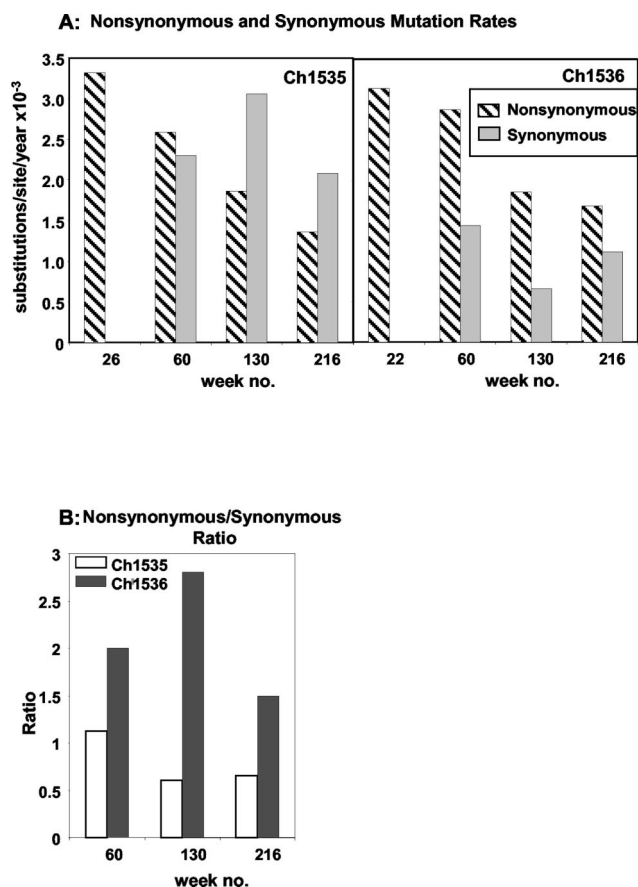 A: Nonsynonymous and Synonymous Mutation Rates
3.5
3.0
2.5
2.0
1.5
1.0
0.5
0
substitutions/site/year x10-3
Ch1535
26 60 130 216
week no.
Ch1536
Nonsynonymous
Synonymous
22 60 130 216
week no.
B: Nonsynonymous/Synonymous
Ratio
3
2.5
2
1.5
1
0.5
0
Ratio
Ch1535
Ch1536
60 130 216
week no.